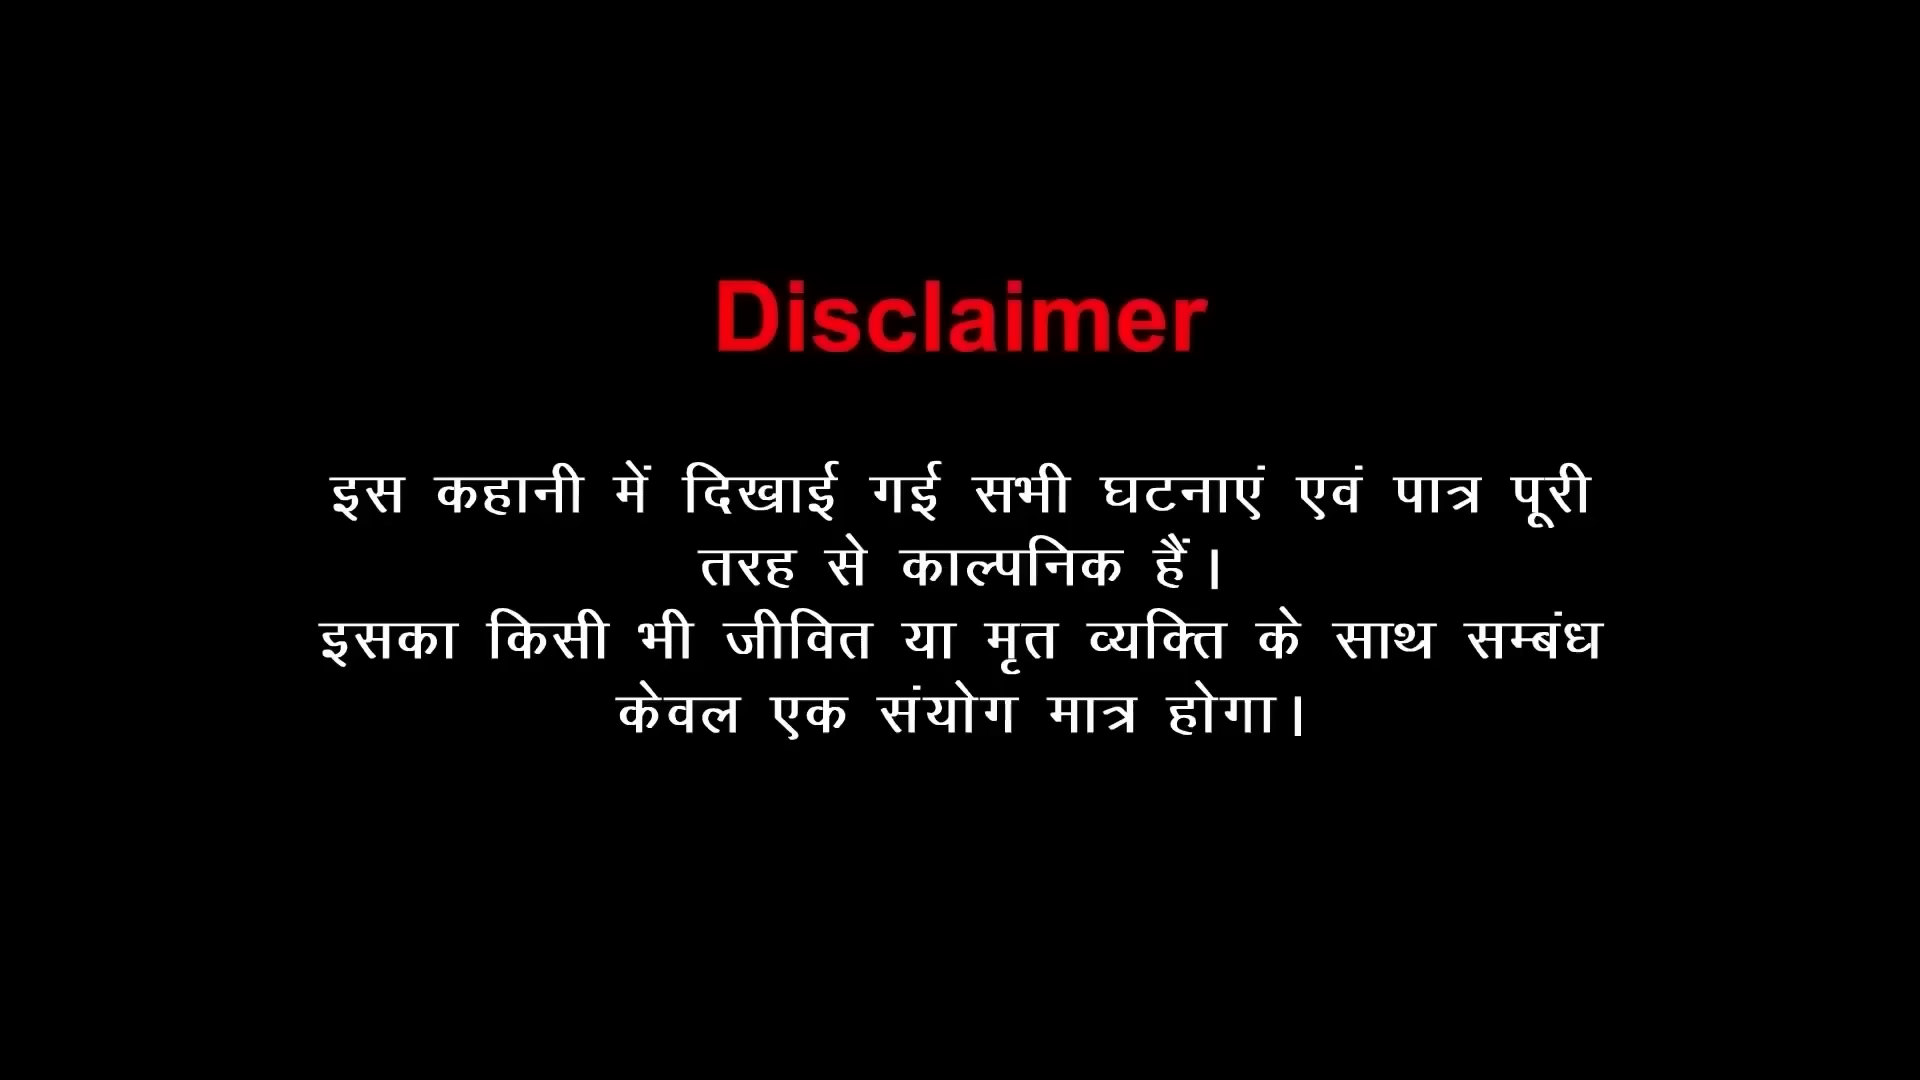 Disclaimer
इस कहानी में दिखाई गई सभी घटनाएं एवं पात्र पूरी
तरह से काल्पनिक हैं।
इसका किसी भी जीवित या मृत व्यक्ति के साथ सम्बंध
केवल एक संयोग मात्र होगा।